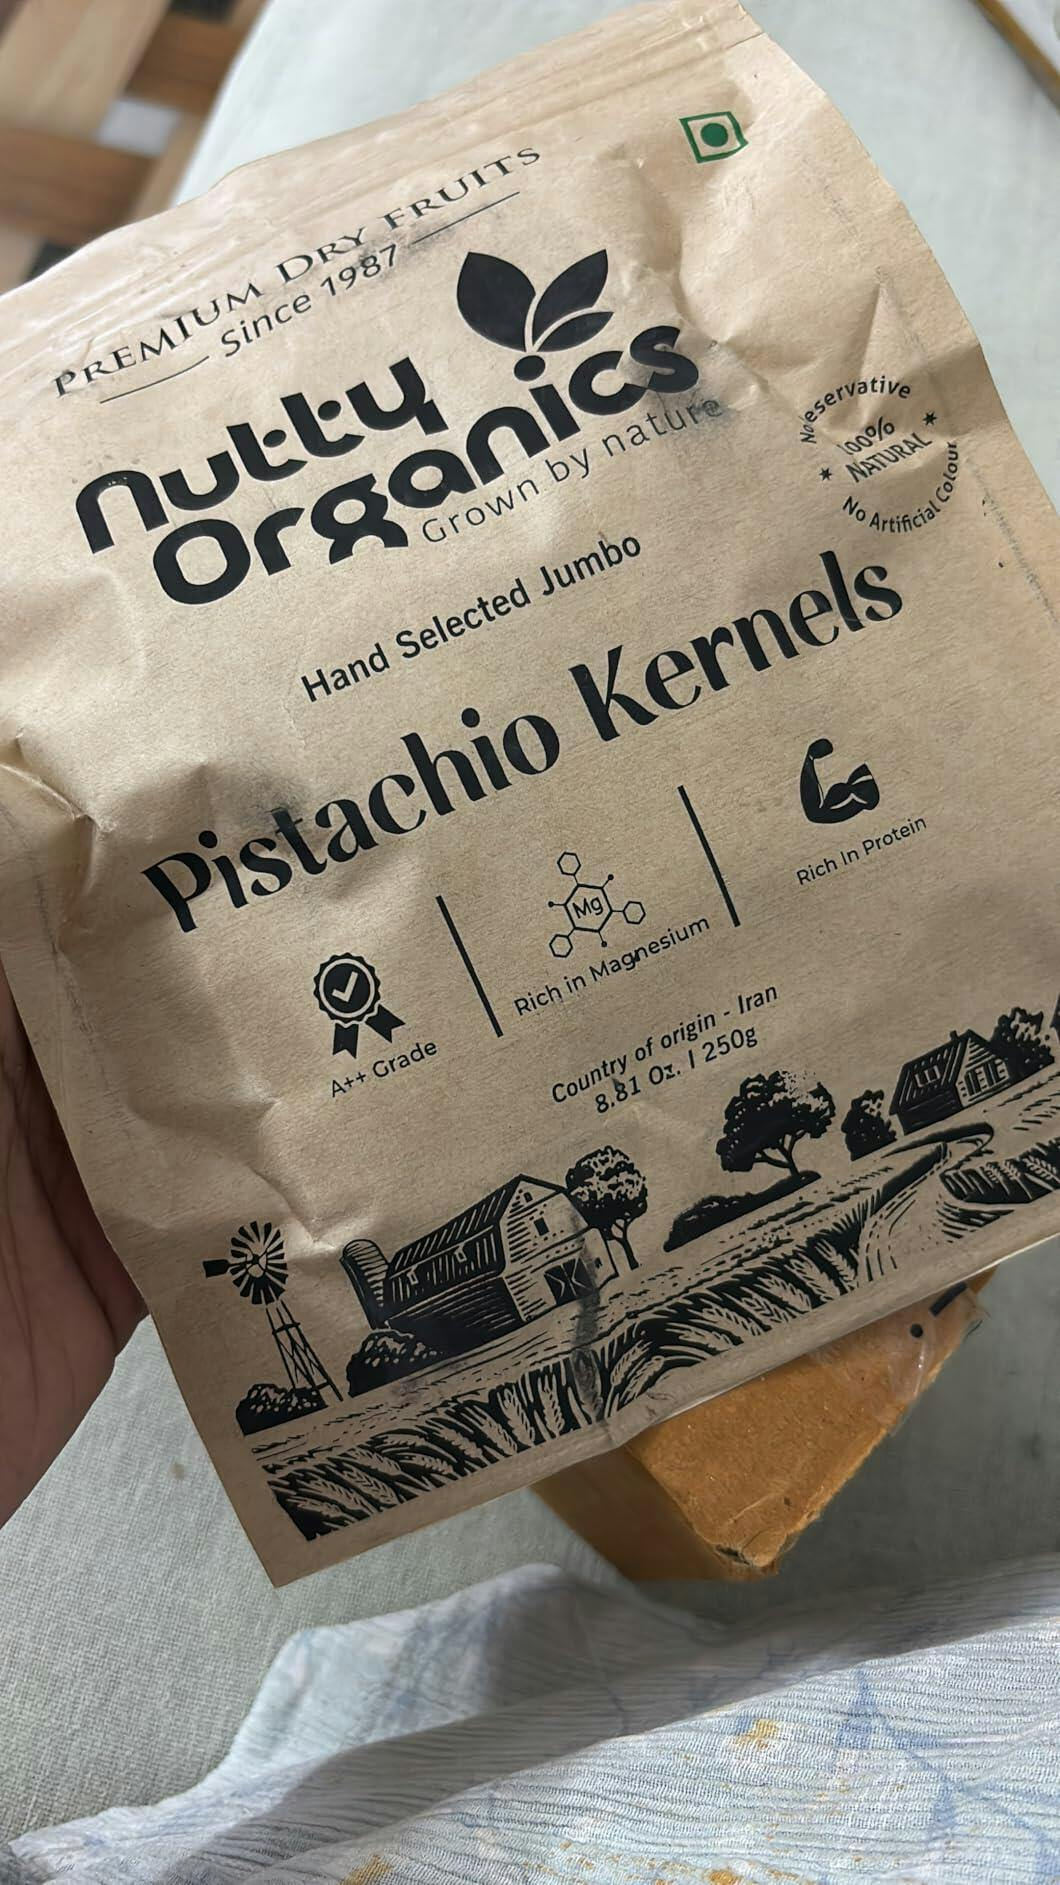 PREMIUM DRY FRUITS
Since 1987
nutty
Organics
Grown by nature
100%
NATURAL
No Artificial Colour
Hand Selected Jumbo
Pistachio Kernels
A++ Grade
Mg
Rich in Magnesium
Rich In Protein
Country of origin - Iran
8.81 Oz. | 250g